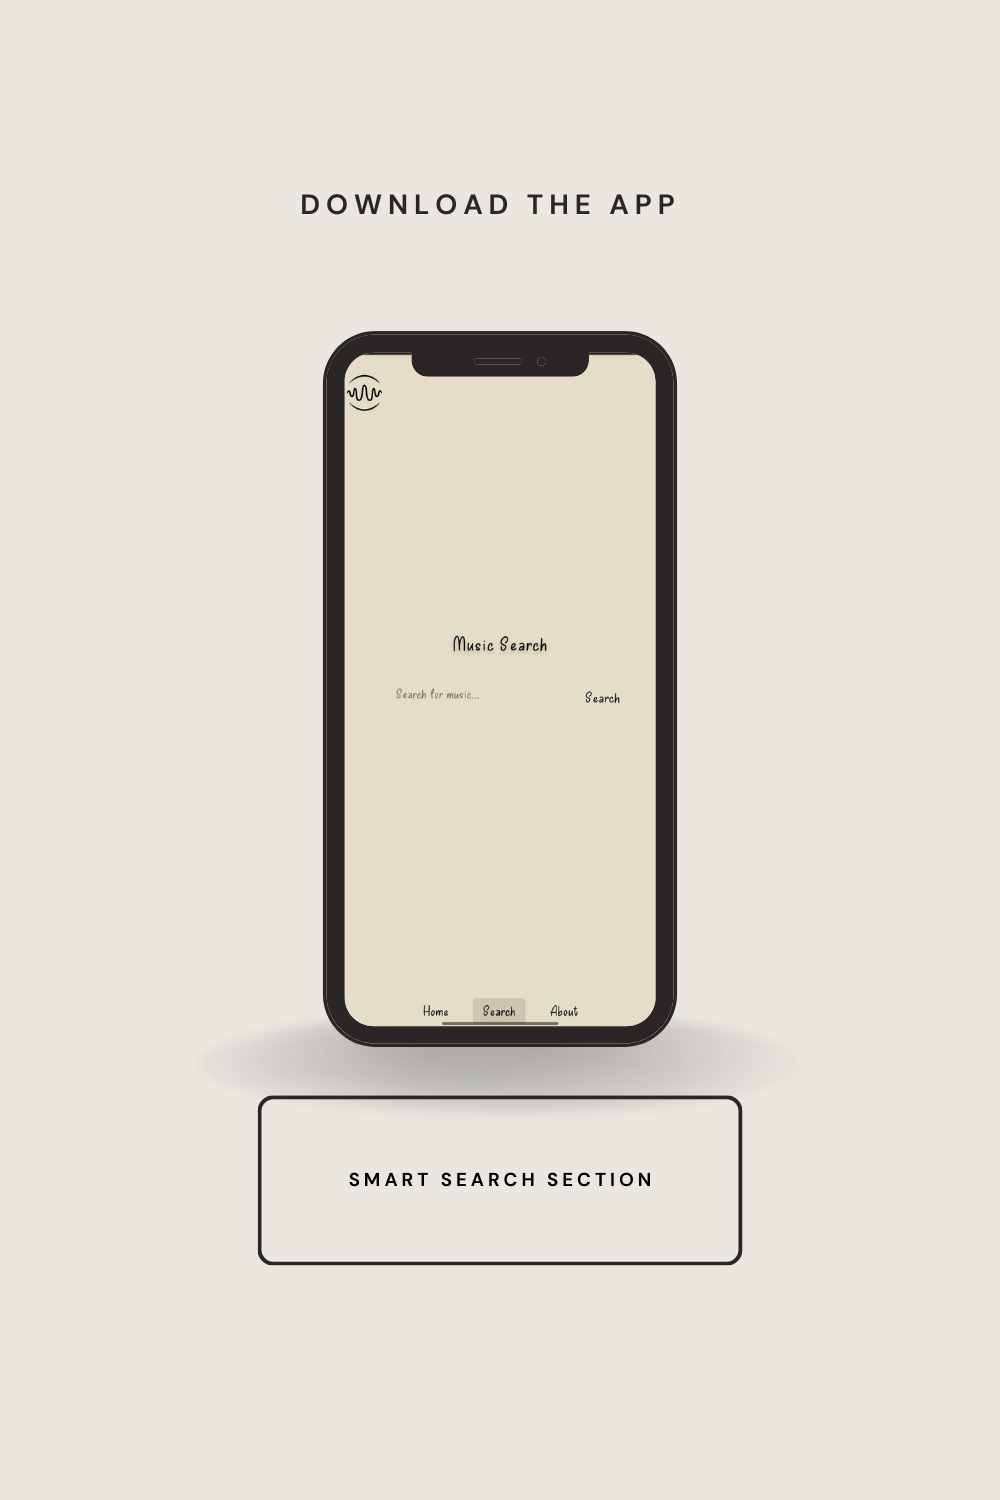 DOWNLOAD THE APP
Music Search
Search for music...
Search
Home
Search
About
SMART SEARCH SECTION